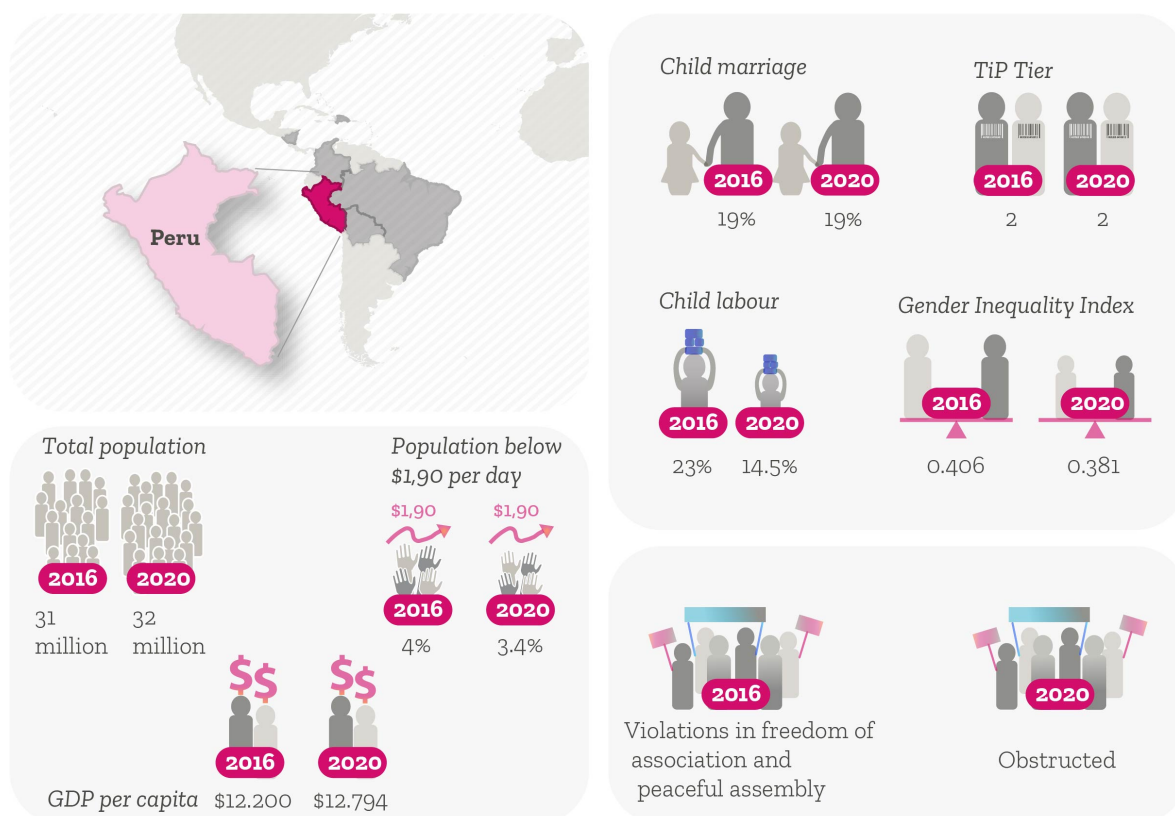 Peru
Total population
2016
2020
31
million
32
million
Population below
$1,90 per day
$1,90
$1,90
2016
2020
4%
3.4%
2016
2020
GDP per capita
$12.200
$12.794
Child marriage
2016
2020
19%
19%
TiP Tier
2016
2020
2
2
Child labour
2016
2020
23%
14.5%
Gender Inequality Index
2016
2020
0.406
0.381
2016
Violations in freedom of
association and
peaceful assembly
2020
Obstructed